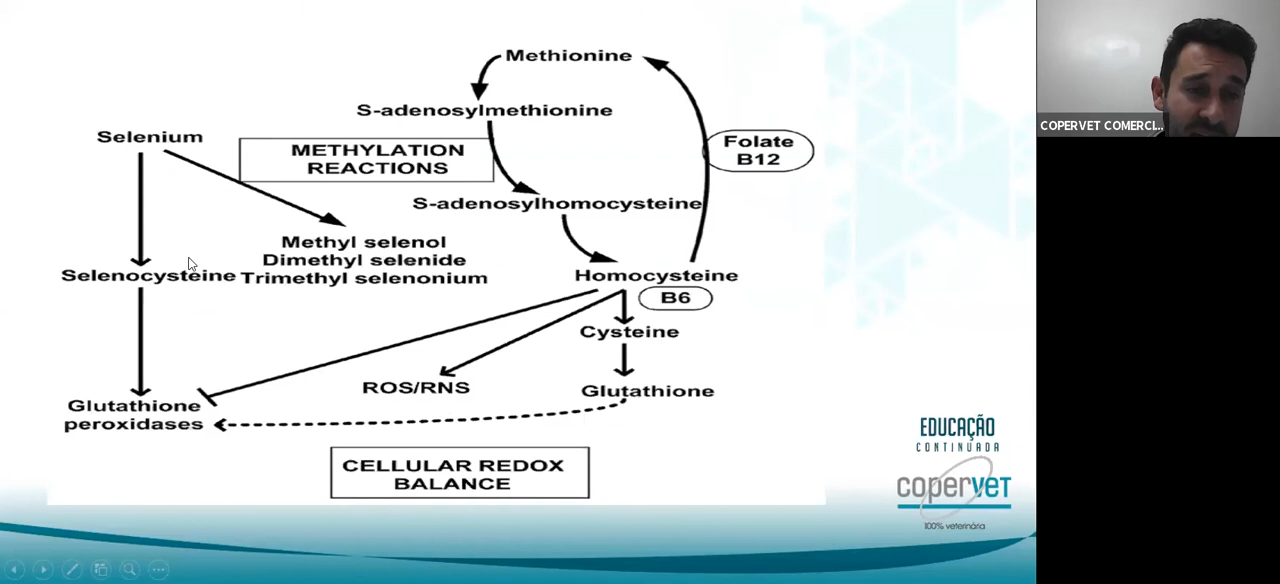 Methionine
S-adenosylmethionine
Selenium
METHYLATION
REACTIONS
Folate
B12
S-adenosylhomocysteine
Methyl selenol
Dimethyl selenide
Trimethyl selenonium
Selenocysteine
Homocysteine
B6
Cysteine
ROS/RNS
Glutathione
Glutathione
peroxidases
CELLULAR REDOX
BALANCE
EDUCAÇÃO
CONTINUADA
copervet
100% veterinária
COPERVET COMERCI...